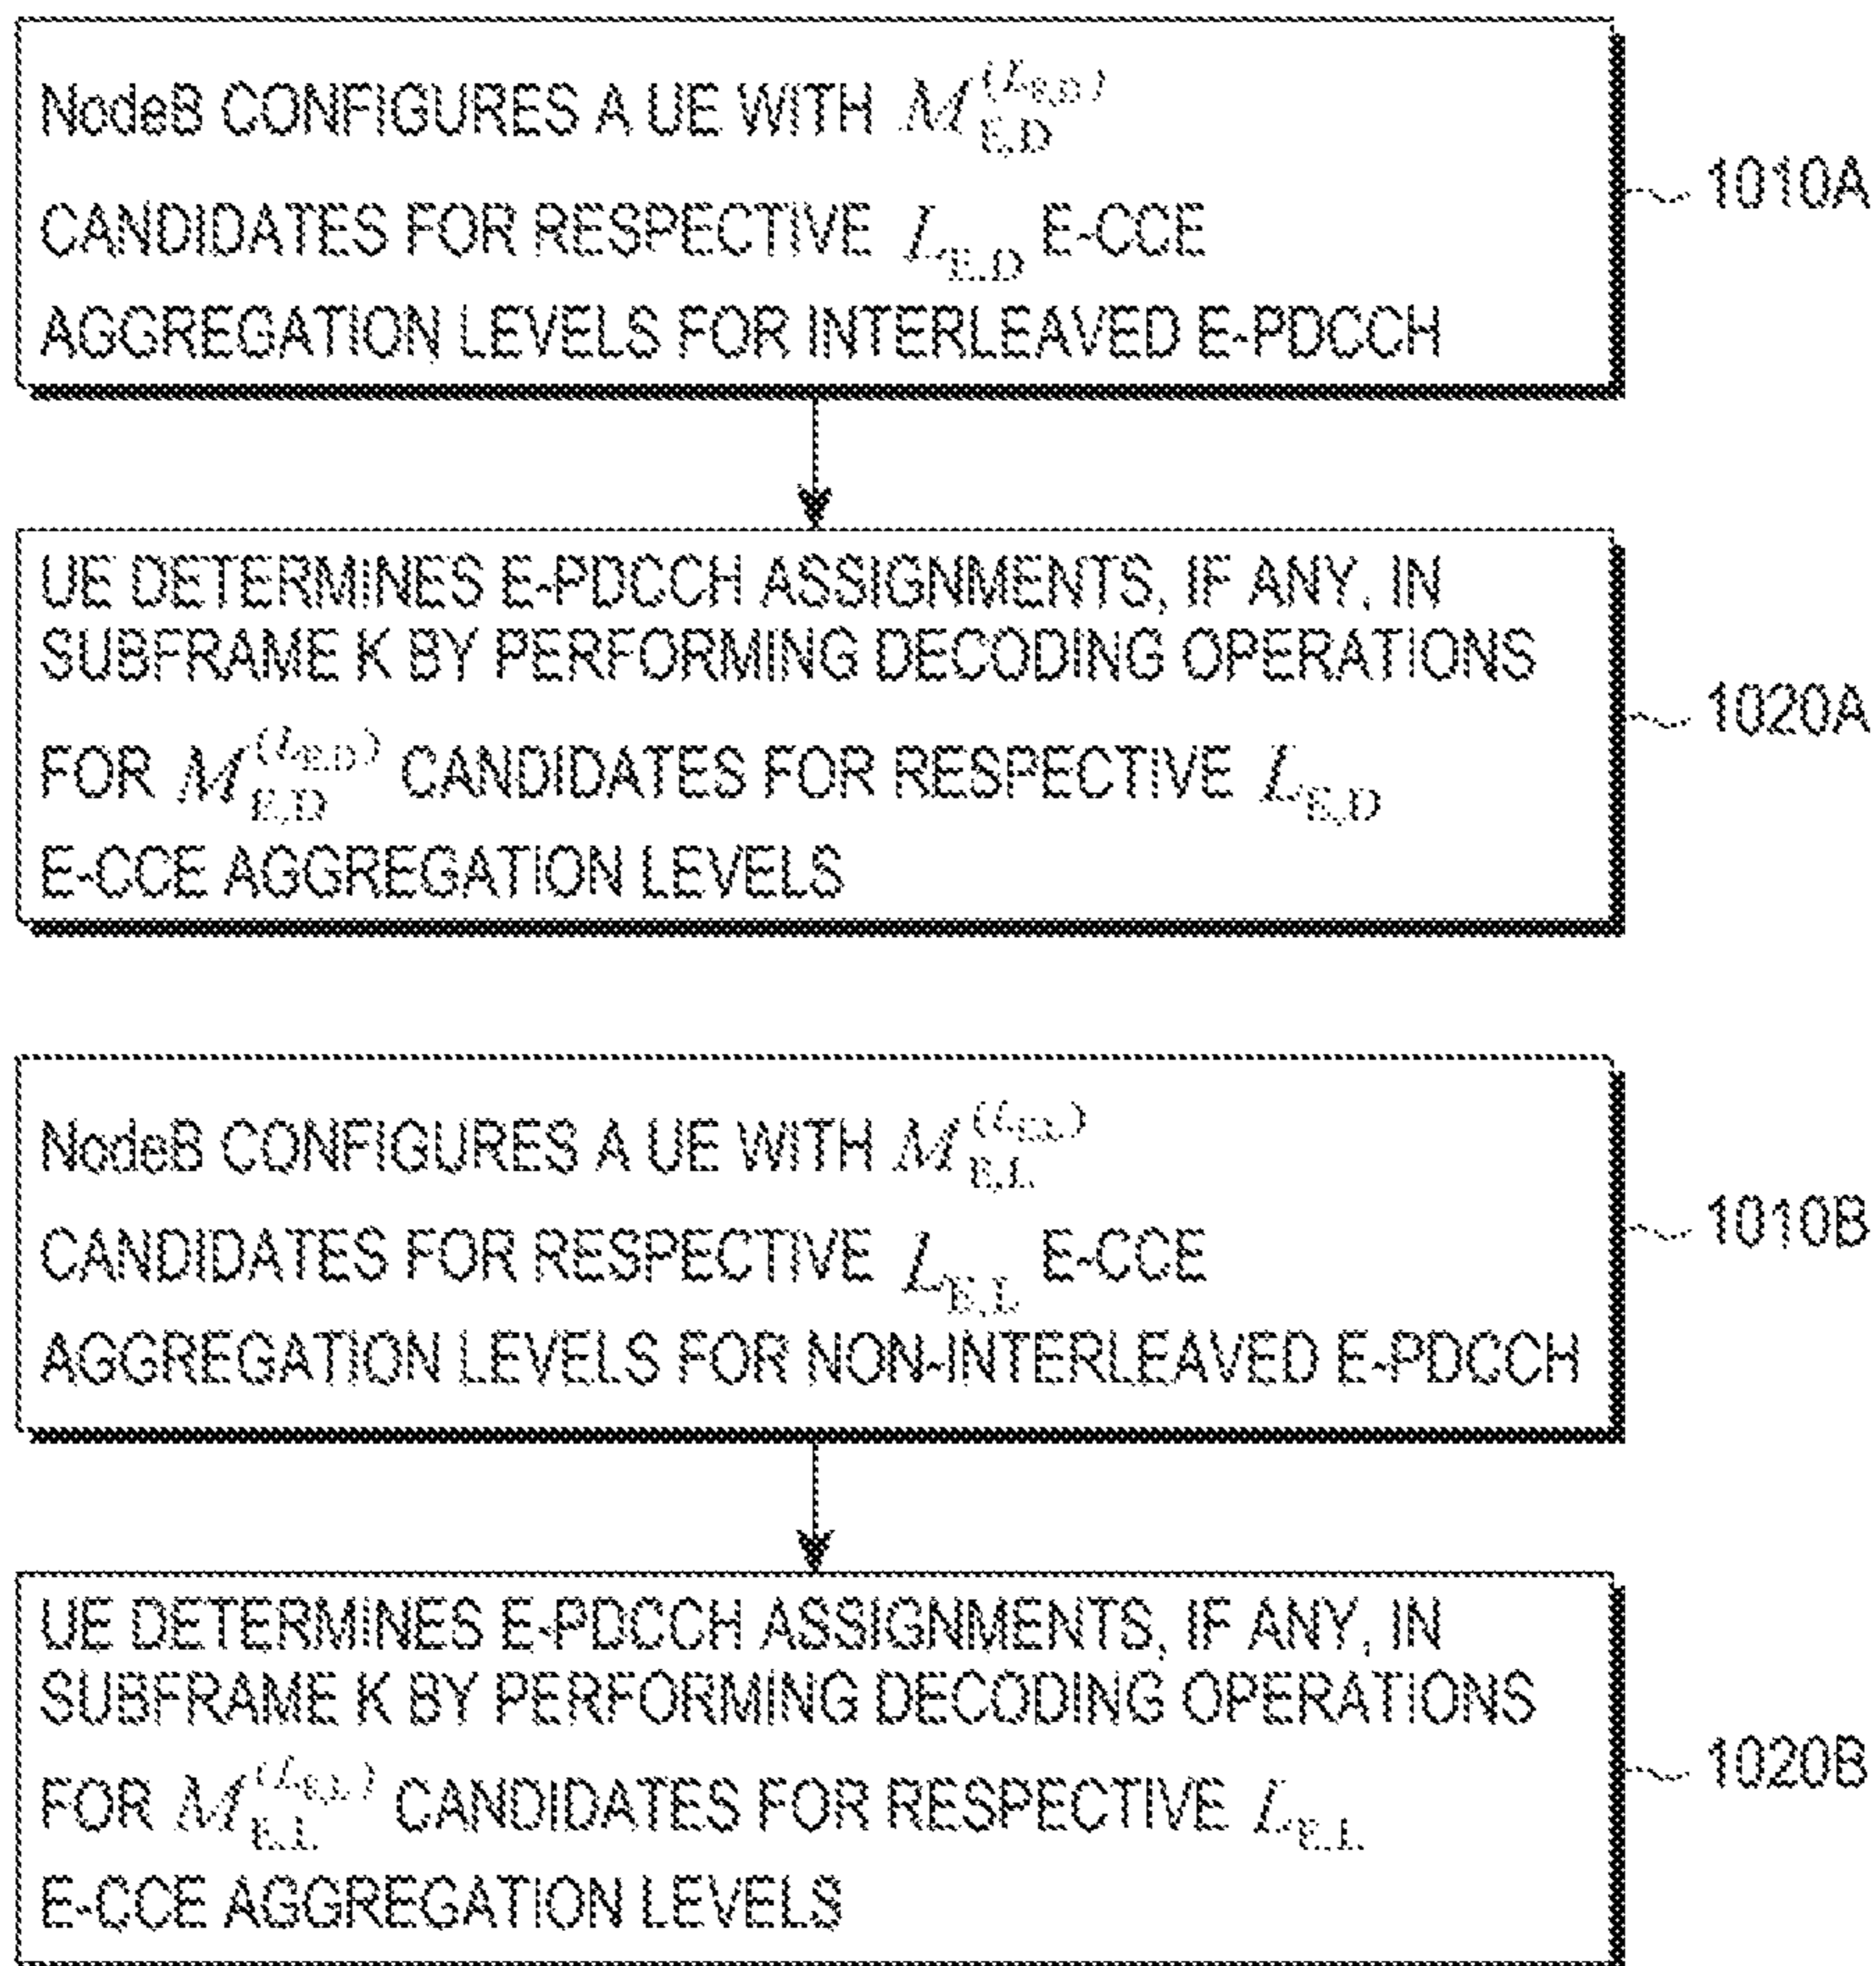 NodeB CONFIGURES A UE WITH M_{E,D}^{(L_{E,D})}
CANDIDATES FOR RESPECTIVE L_{E,D} E-CCE
AGGREGATION LEVELS FOR INTERLEAVED E-PDCCH
1010A
UE DETERMINES E-PDCCH ASSIGNMENTS, IF ANY, IN
SUBFRAME K BY PERFORMING DECODING OPERATIONS
FOR M_{E,D}^{(L_{E,D})} CANDIDATES FOR RESPECTIVE L_{E,D}
E-CCE AGGREGATION LEVELS
1020A
NodeB CONFIGURES A UE WITH M_{E,L}^{(L_{E,L})}
CANDIDATES FOR RESPECTIVE L_{E,L} E-CCE
AGGREGATION LEVELS FOR NON-INTERLEAVED E-PDCCH
1010B
UE DETERMINES E-PDCCH ASSIGNMENTS, IF ANY, IN
SUBFRAME K BY PERFORMING DECODING OPERATIONS
FOR M_{E,L}^{(L_{E,L})} CANDIDATES FOR RESPECTIVE L_{E,L}
E-CCE AGGREGATION LEVELS
1020B